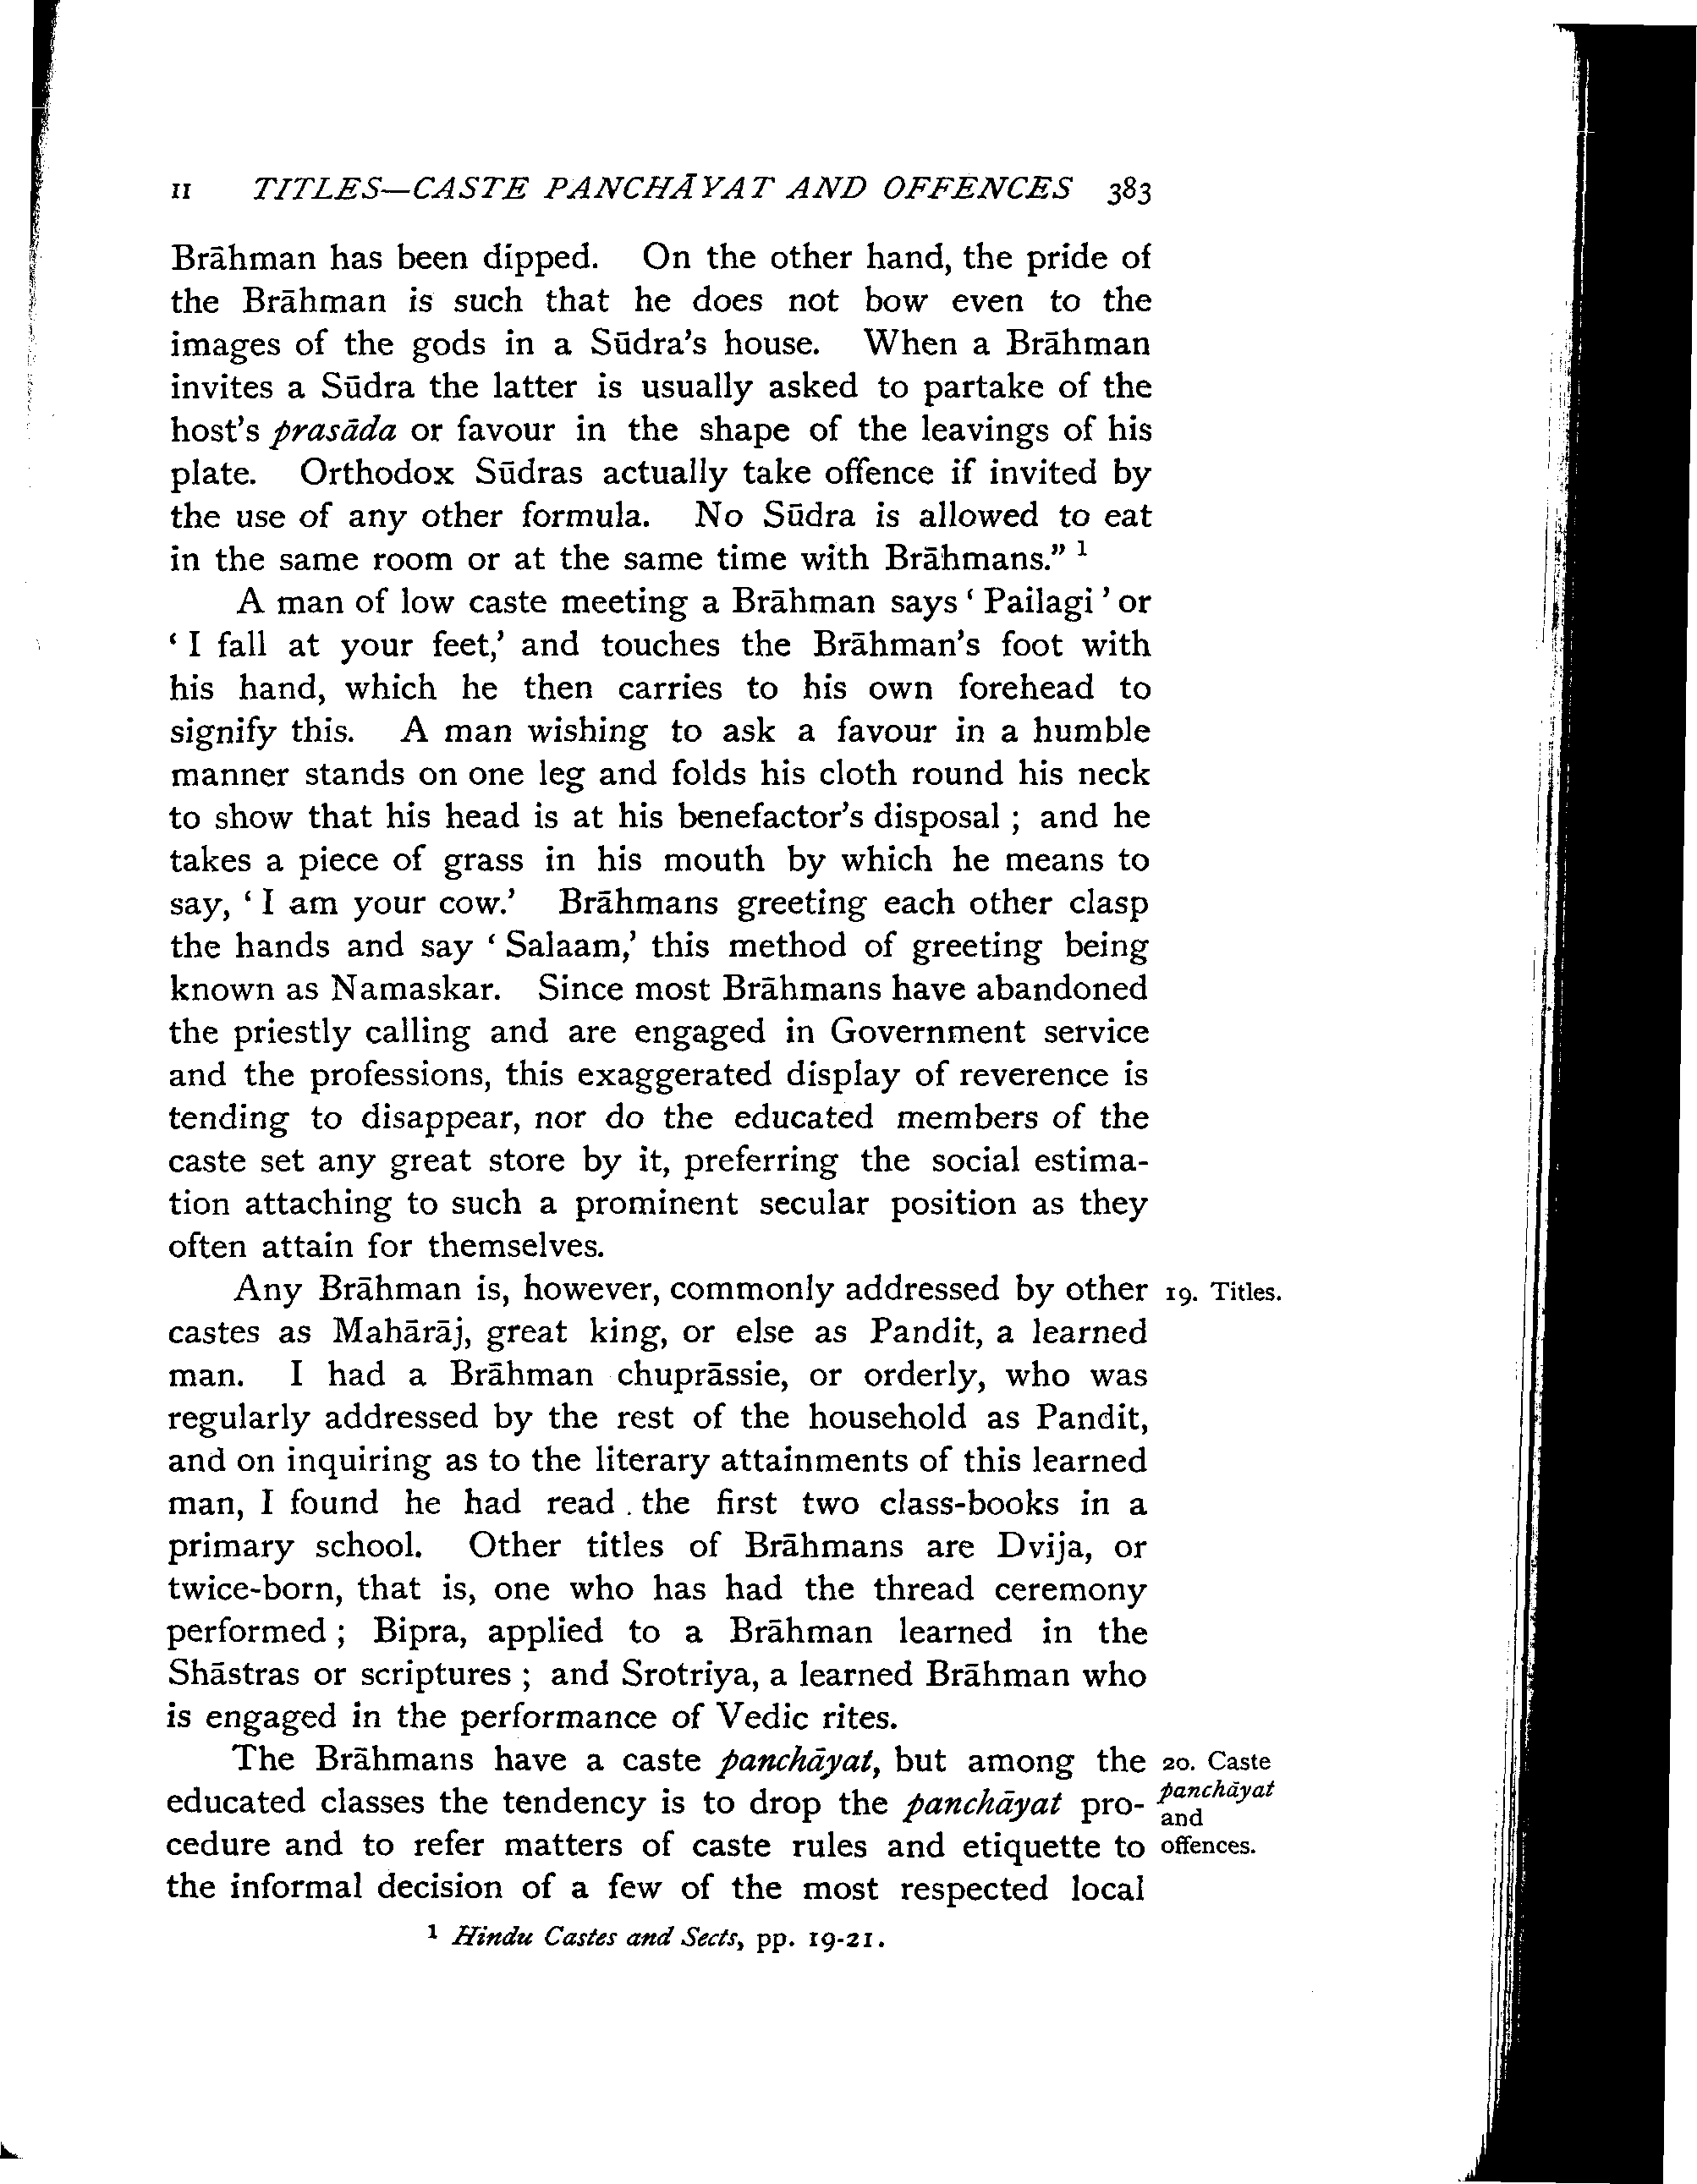 II TITLES—CASTE PANCHĀYAT AND OFFENCES 383
Brāhman has been dipped. On the other hand, the pride of
the Brāhman is such that he does not bow even to the
images of the gods in a Sūdra's house. When a Brāhman
invites a Sūdra the latter is usually asked to partake of the
host's prasāda or favour in the shape of the leavings of his
plate. Orthodox Sūdras actually take offence if invited by
the use of any other formula. No Sūdra is allowed to eat
in the same room or at the same time with Brāhmans." 1
A man of low caste meeting a Brāhman says ' Pailagi ' or
' I fall at your feet,' and touches the Brāhman's foot with
his hand, which he then carries to his own forehead to
signify this. A man wishing to ask a favour in a humble
manner stands on one leg and folds his cloth round his neck
to show that his head is at his benefactor's disposal ; and he
takes a piece of grass in his mouth by which he means to
say, ' I am your cow.' Brāhmans greeting each other clasp
the hands and say ' Salaam,' this method of greeting being
known as Namaskar. Since most Brāhmans have abandoned
the priestly calling and are engaged in Government service
and the professions, this exaggerated display of reverence is
tending to disappear, nor do the educated members of the
caste set any great store by it, preferring the social estima-
tion attaching to such a prominent secular position as they
often attain for themselves.
Any Brāhman is, however, commonly addressed by other 19. Titles.
castes as Mahārāj, great king, or else as Pandit, a learned
man. I had a Brāhman chuprāssie, or orderly, who was
regularly addressed by the rest of the household as Pandit,
and on inquiring as to the literary attainments of this learned
man, I found he had read the first two class-books in a
primary school. Other titles of Brāhmans are Dvija, or
twice-born, that is, one who has had the thread ceremony
performed ; Bipra, applied to a Brāhman learned in the
Shāstras or scriptures ; and Srotriya, a learned Brāhman who
is engaged in the performance of Vedic rites.
The Brāhmans have a caste panchāyat, but among the 20. Caste
educated classes the tendency is to drop the panchāyat pro- panchāyat
and
cedure and to refer matters of caste rules and etiquette to offences.
the informal decision of a few of the most respected local
1 Hindu Castes and Sects, pp. 19-21.